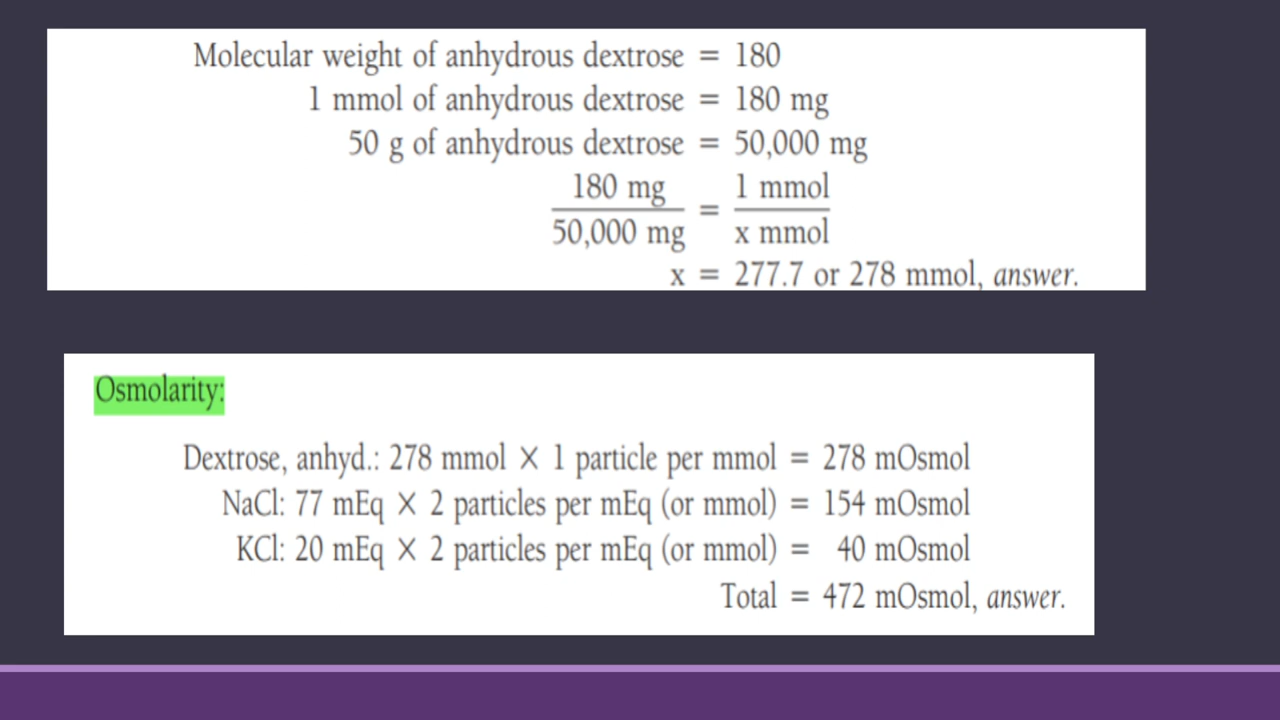 Molecular weight of anhydrous dextrose = 180
1 mmol of anhydrous dextrose = 180 mg
50 g of anhydrous dextrose = 50,000 mg
180 mg / 50,000 mg = 1 mmol / x mmol
x = 277.7 or 278 mmol, answer.
Osmolarity:
Dextrose, anhyd.: 278 mmol × 1 particle per mmol = 278 mOsmol
NaCl: 77 mEq × 2 particles per mEq (or mmol) = 154 mOsmol
KCl: 20 mEq × 2 particles per mEq (or mmol) = 40 mOsmol
Total = 472 mOsmol, answer.